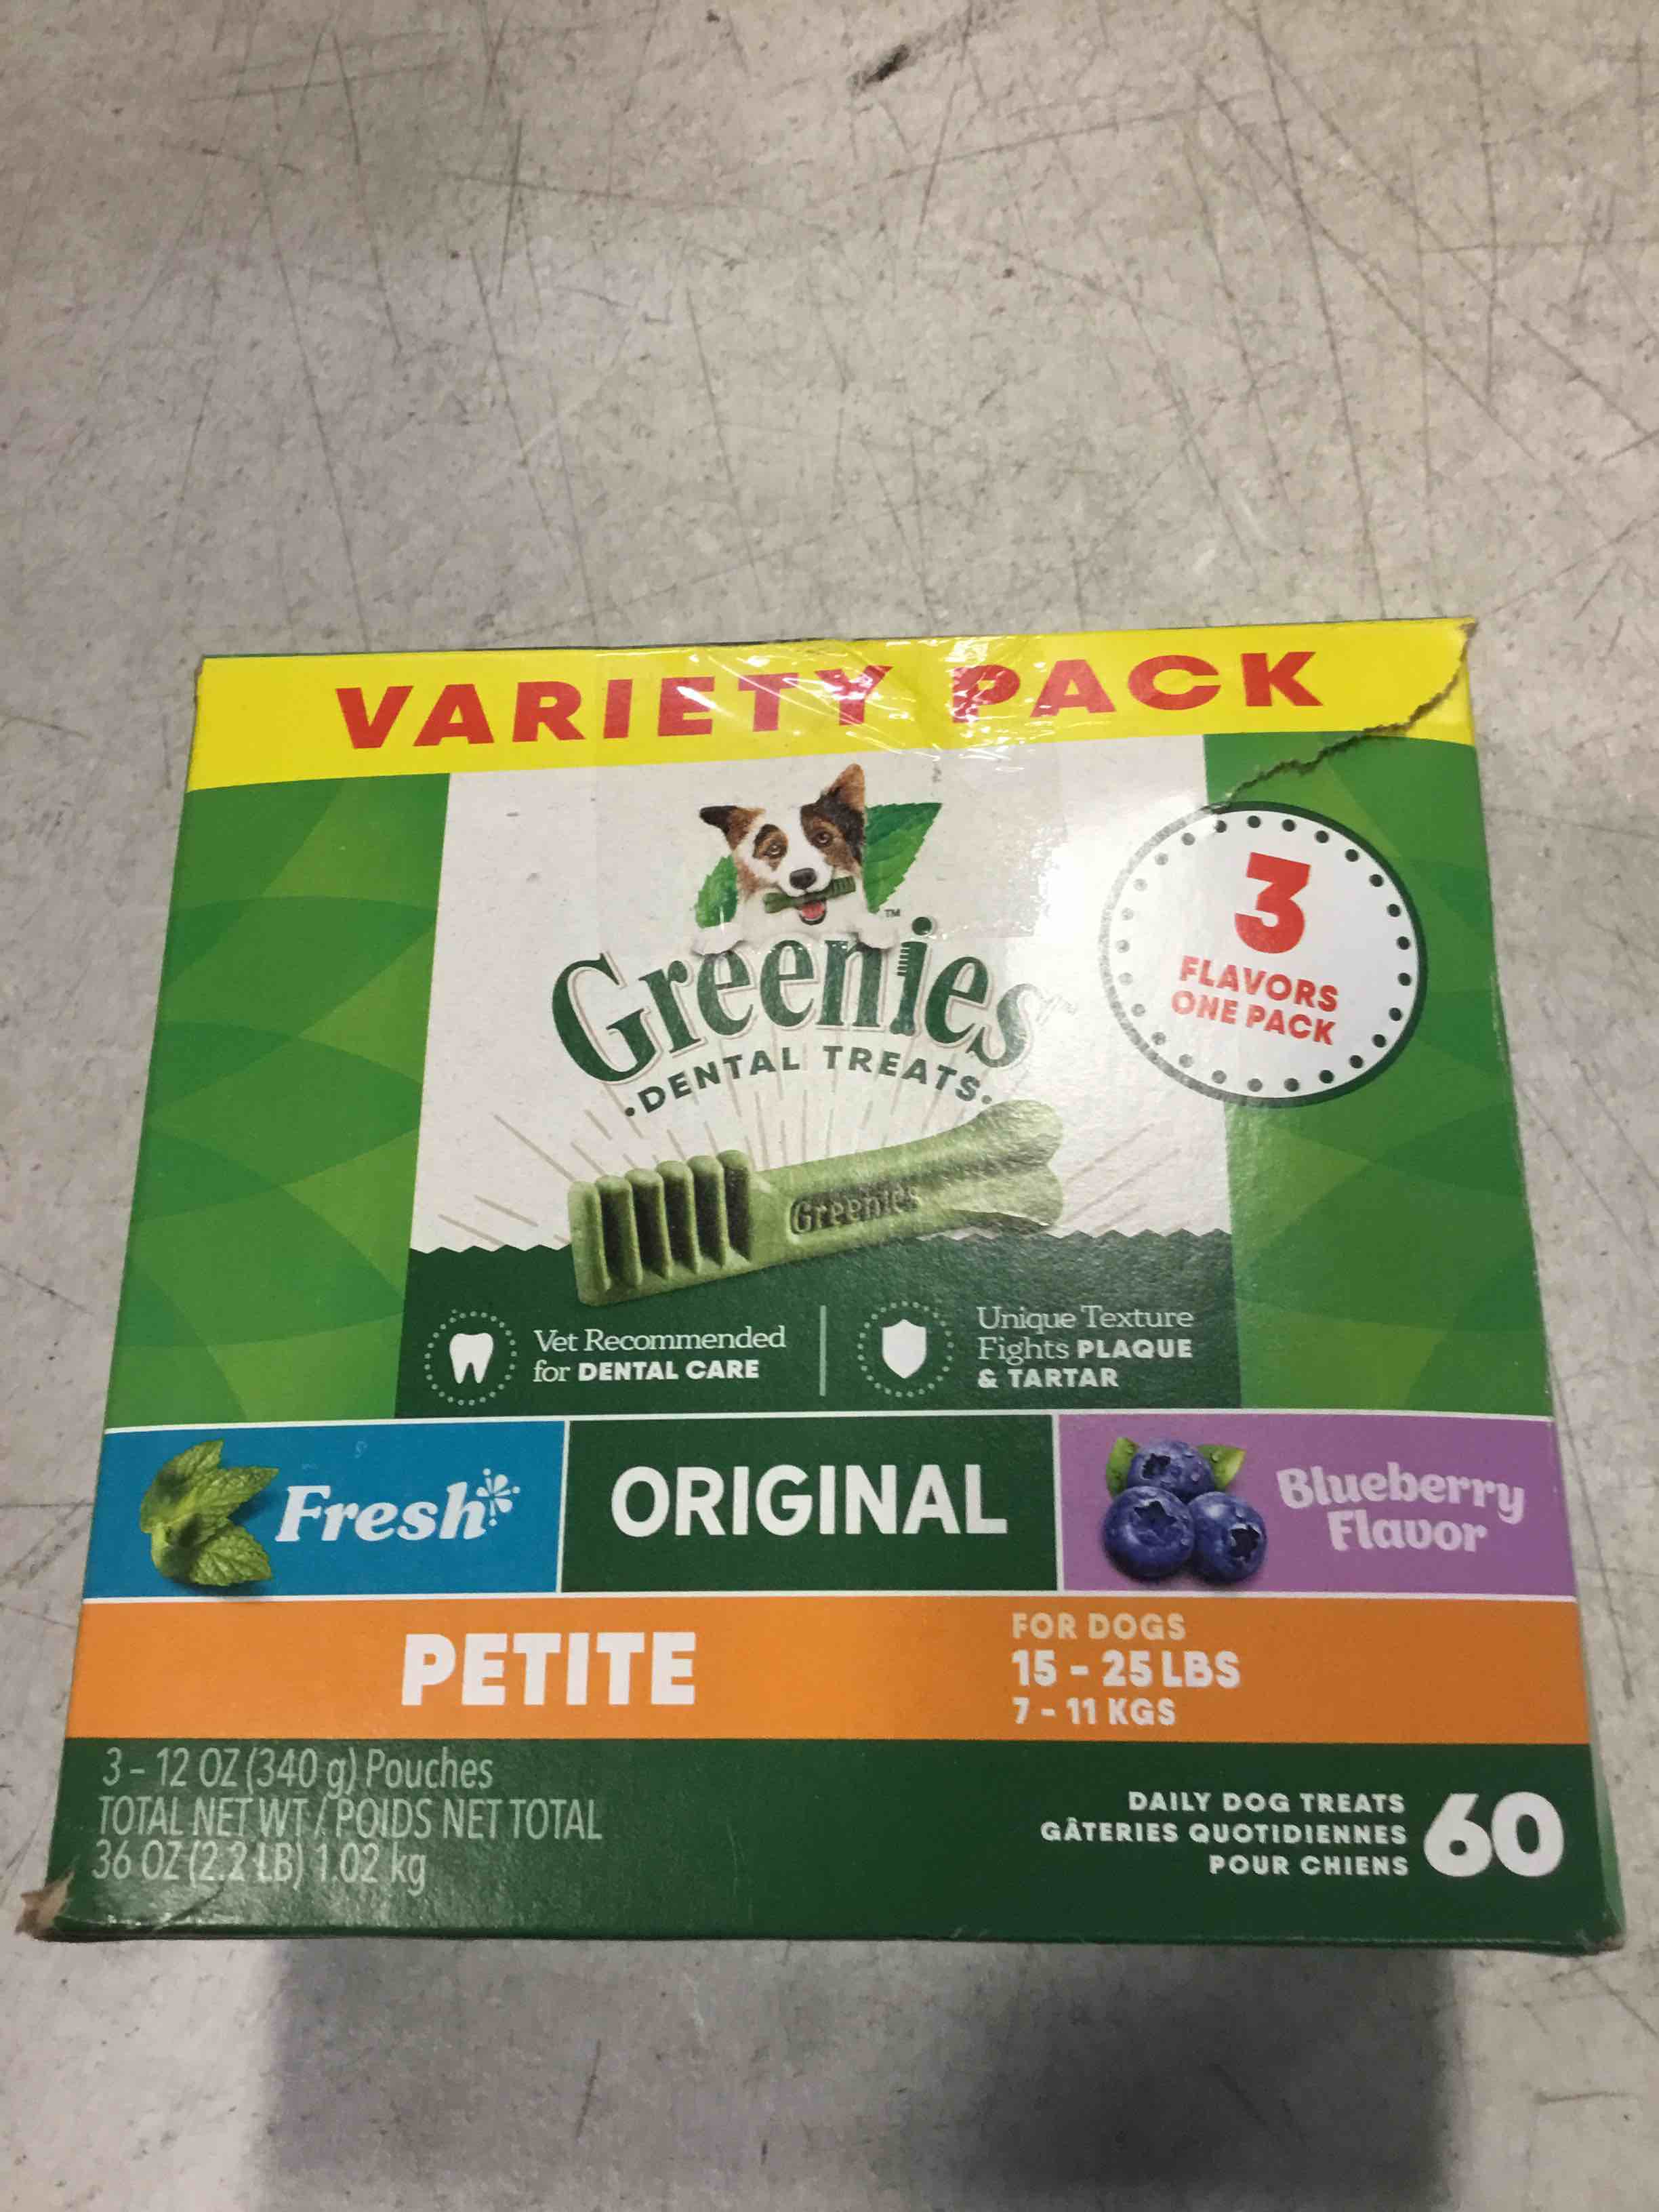 VARIETY PACK
3
FLAVORS
ONE PACK
TM
Greenies
·DENTAL TREATS·
Greenies
Vet Recommended
for DENTAL CARE
Unique Texture
Fights PLAQUE
& TARTAR
Fresh
ORIGINAL
Blueberry
Flavor
PETITE
FOR DOGS
15 - 25 LBS
7 - 11 KGS
3 – 12 OZ (340 g) Pouches
TOTAL NET WT / POIDS NET TOTAL
36 OZ (2.2 LB) 1.02 kg
DAILY DOG TREATS
GÂTERIES QUOTIDIENNES
POUR CHIENS
60